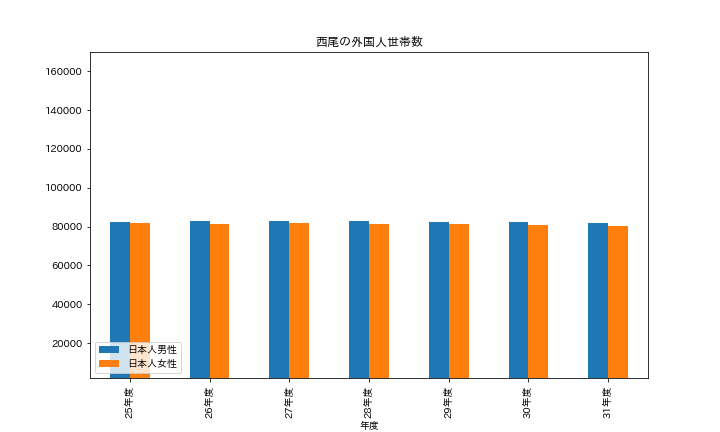 西尾の外国人世帯数
160000
140000
120000
100000
80000
60000
40000
20000
日本人男性
日本人女性
25年度
26年度
27年度
28年度
29年度
30年度
31年度
年度